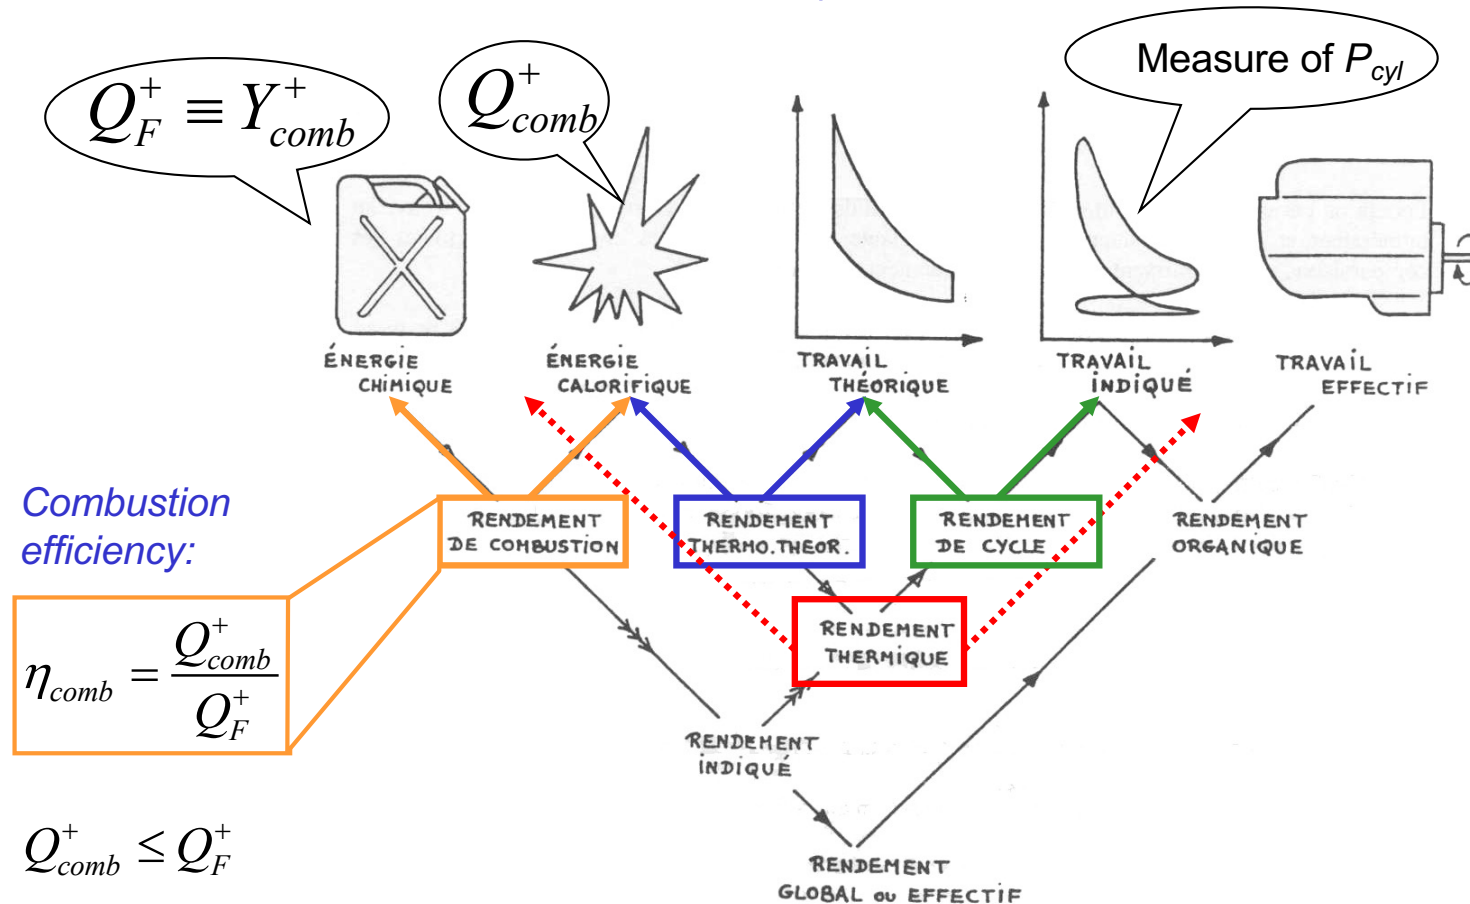 Q_F^+ ≡ Y_comb^+
Q_comb^+
Measure of P_cyl
ÉNERGIE
CHIMIQUE
ÉNERGIE
CALORIFIQUE
TRAVAIL
THÉORIQUE
TRAVAIL
INDIQUÉ
TRAVAIL
EFFECTIF
Combustion
efficiency:
RENDEMENT
DE COMBUSTION
RENDEMENT
THERMO.THEOR.
RENDEMENT
DE CYCLE
RENDEMENT
ORGANIQUE
η_comb = Q_comb^+ / Q_F^+
RENDEMENT
THERMIQUE
RENDEMENT
INDIQUÉ
Q_comb^+ ≤ Q_F^+
RENDEMENT
GLOBAL OU EFFECTIF